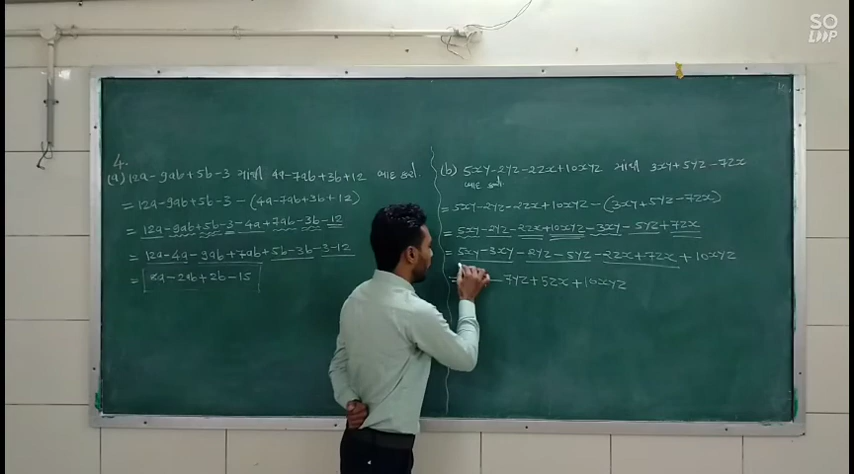 SO
LOOP
4.
(a) 12a-9ab+5b-3 માંથી 4a-7ab+3b+12 બાદ કરો.
= 12a-9ab+5b-3 - (4a-7ab+3b+12)
= 12a-9ab+5b-3-4a+7ab-3b-12
= 12a-4a-9ab+7ab+5b-3b-3-12
= 8a-2ab+2b-15
(b) 5xy-2yz-2zx+10xyz માંથી 3xy+5yz-7zx
બાદ કરો.
= 5xy-2yz-2zx+10xyz-(3xy+5yz-7zx)
= 5xy-2yz-2zx+10xyz-3xy-5yz+7zx
= 5xy-3xy-2yz-5yz-2zx+7zx+10xyz
= -7yz+5zx+10xyz